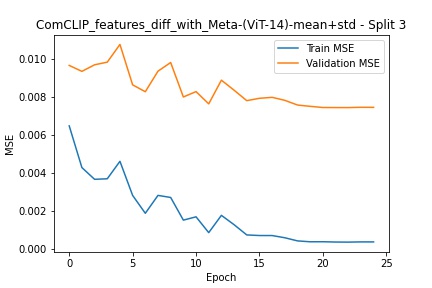 ComCLIP_features_diff_with_Meta-(ViT-14)-mean+std - Split 3
Train MSE
Validation MSE
MSE
0.010
0.008
0.006
0.004
0.002
0.000
0 5 10 15 20 25
Epoch